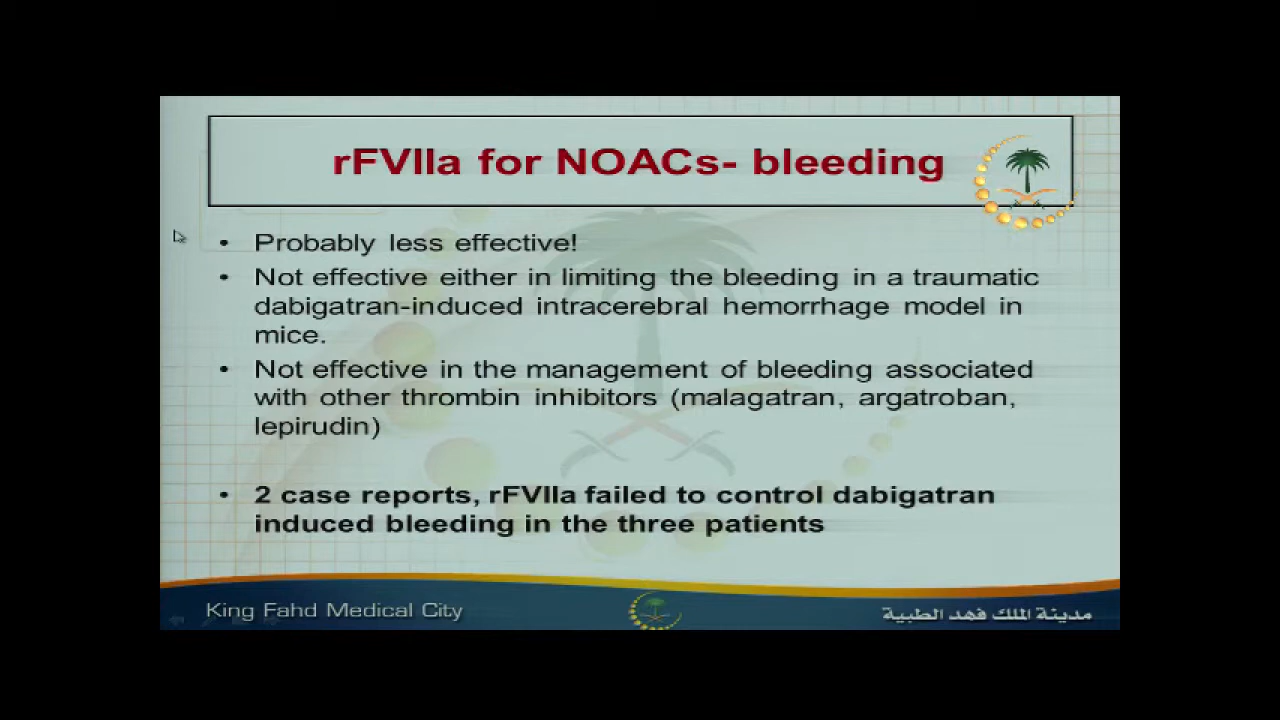 rFVIIa for NOACs- bleeding
• Probably less effective!
• Not effective either in limiting the bleeding in a traumatic
dabigatran-induced intracerebral hemorrhage model in
mice.
• Not effective in the management of bleeding associated
with other thrombin inhibitors (malagatran, argatroban,
lepirudin)
• 2 case reports, rFVIIa failed to control dabigatran
induced bleeding in the three patients
King Fahd Medical City
مدينة الملك فهد الطبية